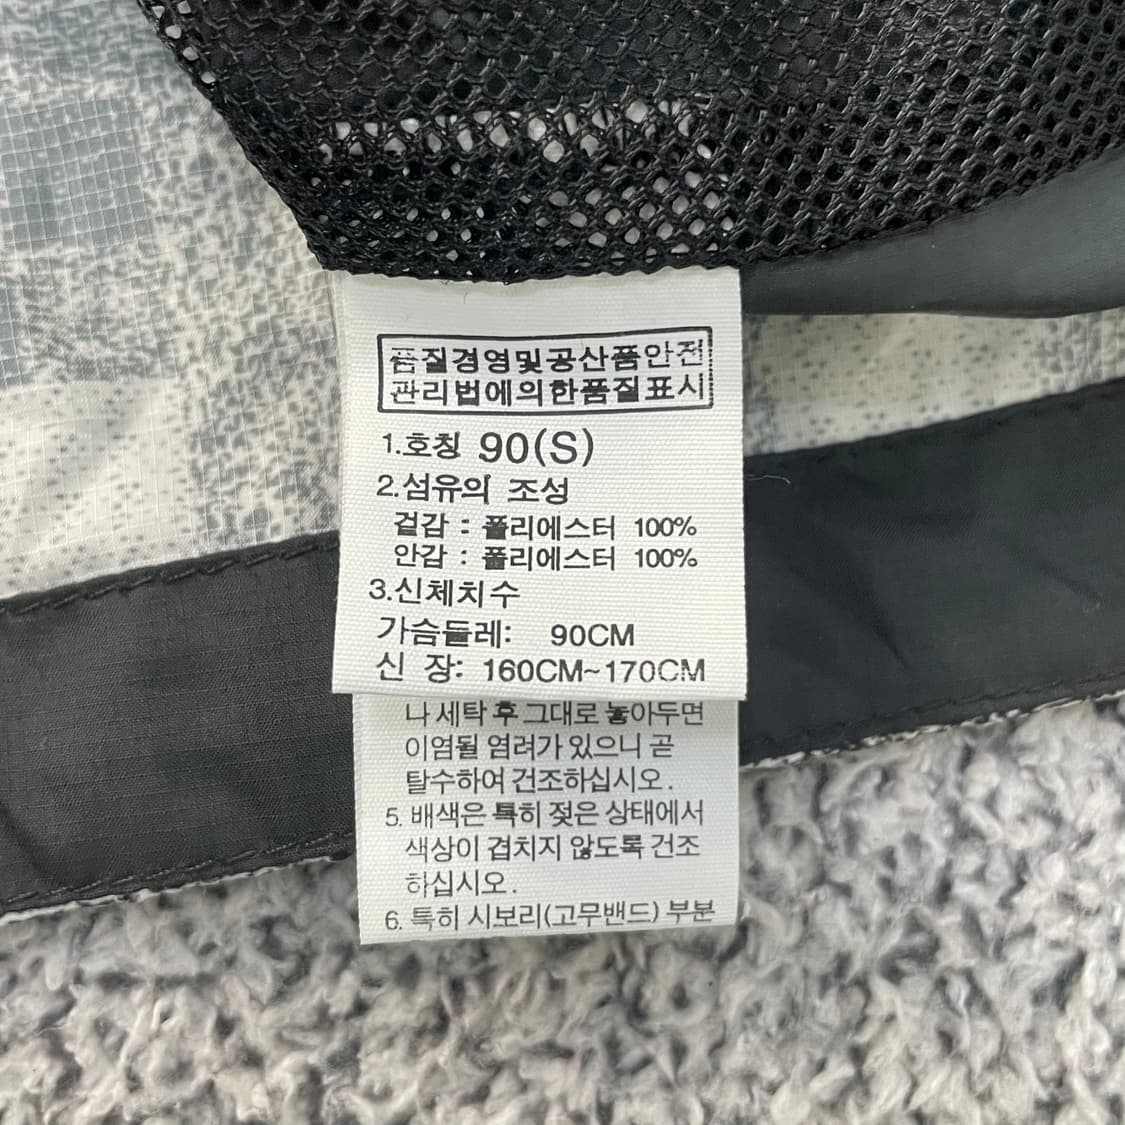 품질경영및공산품안전
관리법에의한품질표시
1.호칭 90(S)
2.섬유의 조성
겉감 : 폴리에스터 100%
안감 : 폴리에스터 100%
3.신체치수
가슴둘레: 90CM
신 장: 160CM~170CM
나 세탁 후 그대로 놓아두면
이염될 염려가 있으니 곧
탈수하여 건조하십시오.
5. 배색은 특히 젖은 상태에서
색상이 겹치지 않도록 건조
하십시오.
6. 특히 시보리(고무밴드) 부분